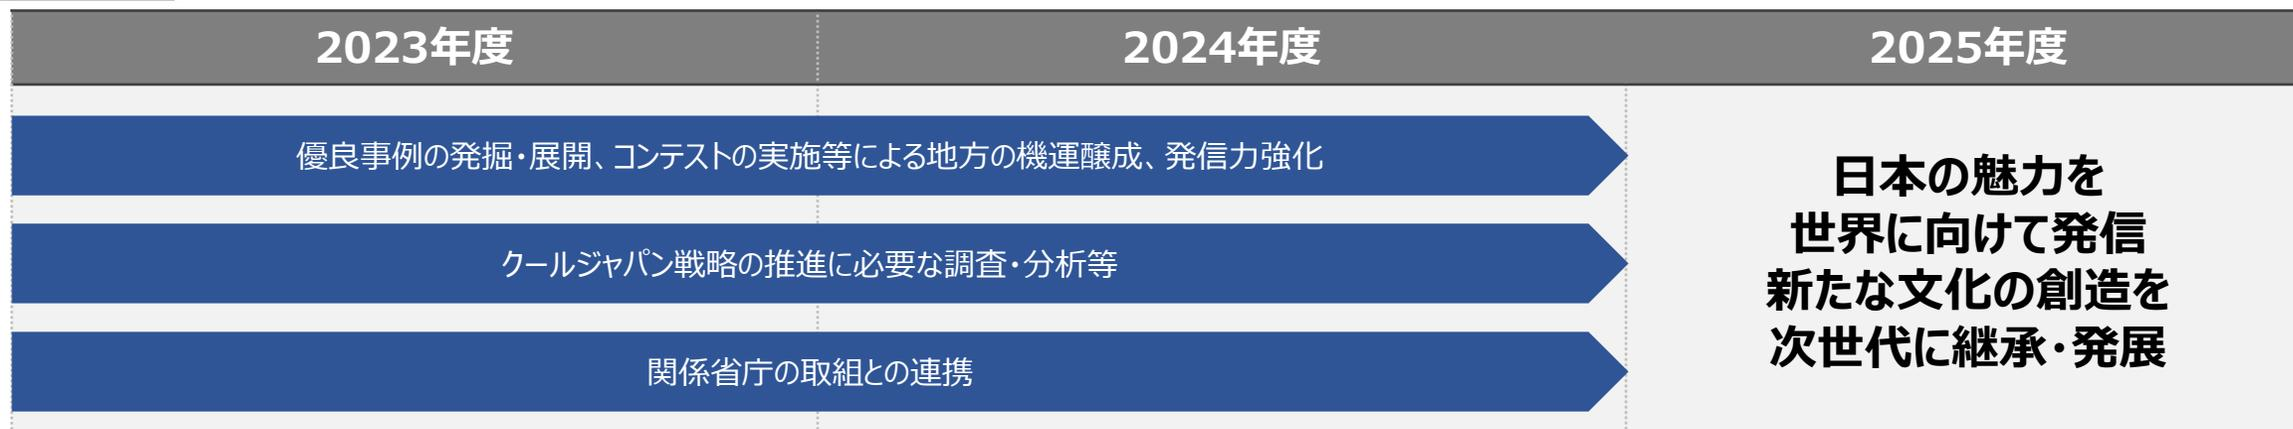 2023年度
2024年度
2025年度
優良事例の発掘・展開、コンテストの実施等による地方の機運醸成、発信力強化
クールジャパン戦略の推進に必要な調査・分析等
関係省庁の取組との連携
日本の魅力を
世界に向けて発信
新たな文化の創造を
次世代に継承・発展